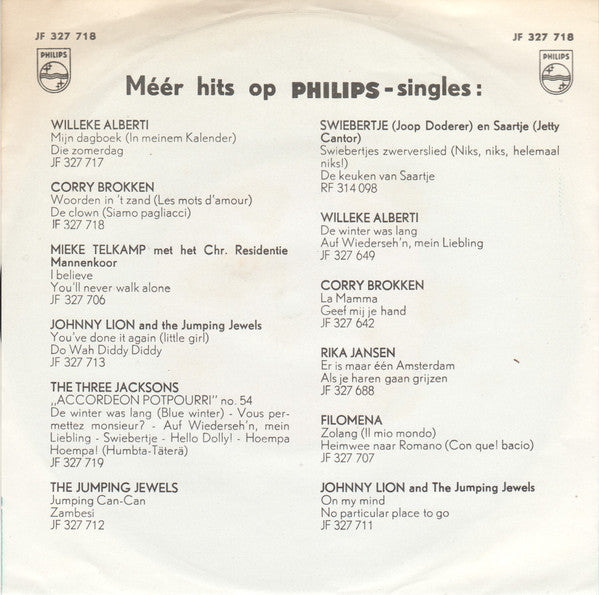 JF 327 718
JF 327 718
PHILIPS
PHILIPS
Méér hits op PHILIPS-singles:
WILLEKE ALBERTI
Mijn dagboek (In meinem Kalender)
Die zomerdag
JF 327 717
CORRY BROKKEN
Woorden in 't zand (Les mots d'amour)
De clown (Siamo pagliacci)
JF 327 718
MIEKE TELKAMP met het Chr. Residentie
Mannenkoor
I believe
You'll never walk alone
JF 327 706
JOHNNY LION and the Jumping Jewels
You've done it again (little girl)
Do Wah Diddy Diddy
JF 327 713
THE THREE JACKSONS
„ACCORDEON POTPOURRI” no. 54
De winter was lang (Blue winter) - Vous per-
mettez monsieur? - Auf Wiederseh'n, mein
Liebling - Swiebertje - Hello Dolly! - Hoempa
Hoempa! (Humbta-Täterä)
JF 327 719
THE JUMPING JEWELS
Jumping Can-Can
Zambesi
JF 327 712
SWIEBERTJE (Joop Doderer) en Saartje (Jetty
Cantor)
Swiebertjes zwerverslied (Niks, niks, helemaal
niks!)
De keuken van Saartje
RF 314 098
WILLEKE ALBERTI
De winter was lang
Auf Wiederseh'n, mein Liebling
JF 327 649
CORRY BROKKEN
La Mamma
Geef mij je hand
JF 327 642
RIKA JANSEN
Er is maar één Amsterdam
Als je haren gaan grijzen
JF 327 688
FILOMENA
Zolang (Il mio mondo)
Heimwee naar Romano (Con quel bacio)
JF 327 707
JOHNNY LION and The Jumping Jewels
On my mind
No particular place to go
JF 327 711